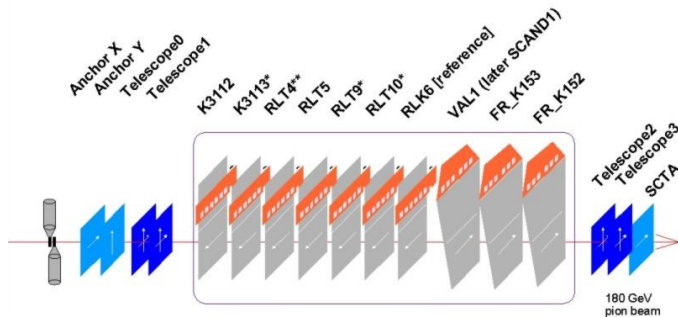 Anchor X
Anchor Y
Telescope0
Telescope1
K3112
K3113*
RLT4**
RLT5
RLT9*
RLT10*
RLK6 [reference]
VAL1 (later SCAND1)
FR_K153
FR_K152
Telescope2
Telescope3
SCTA
180 GeV
pion beam